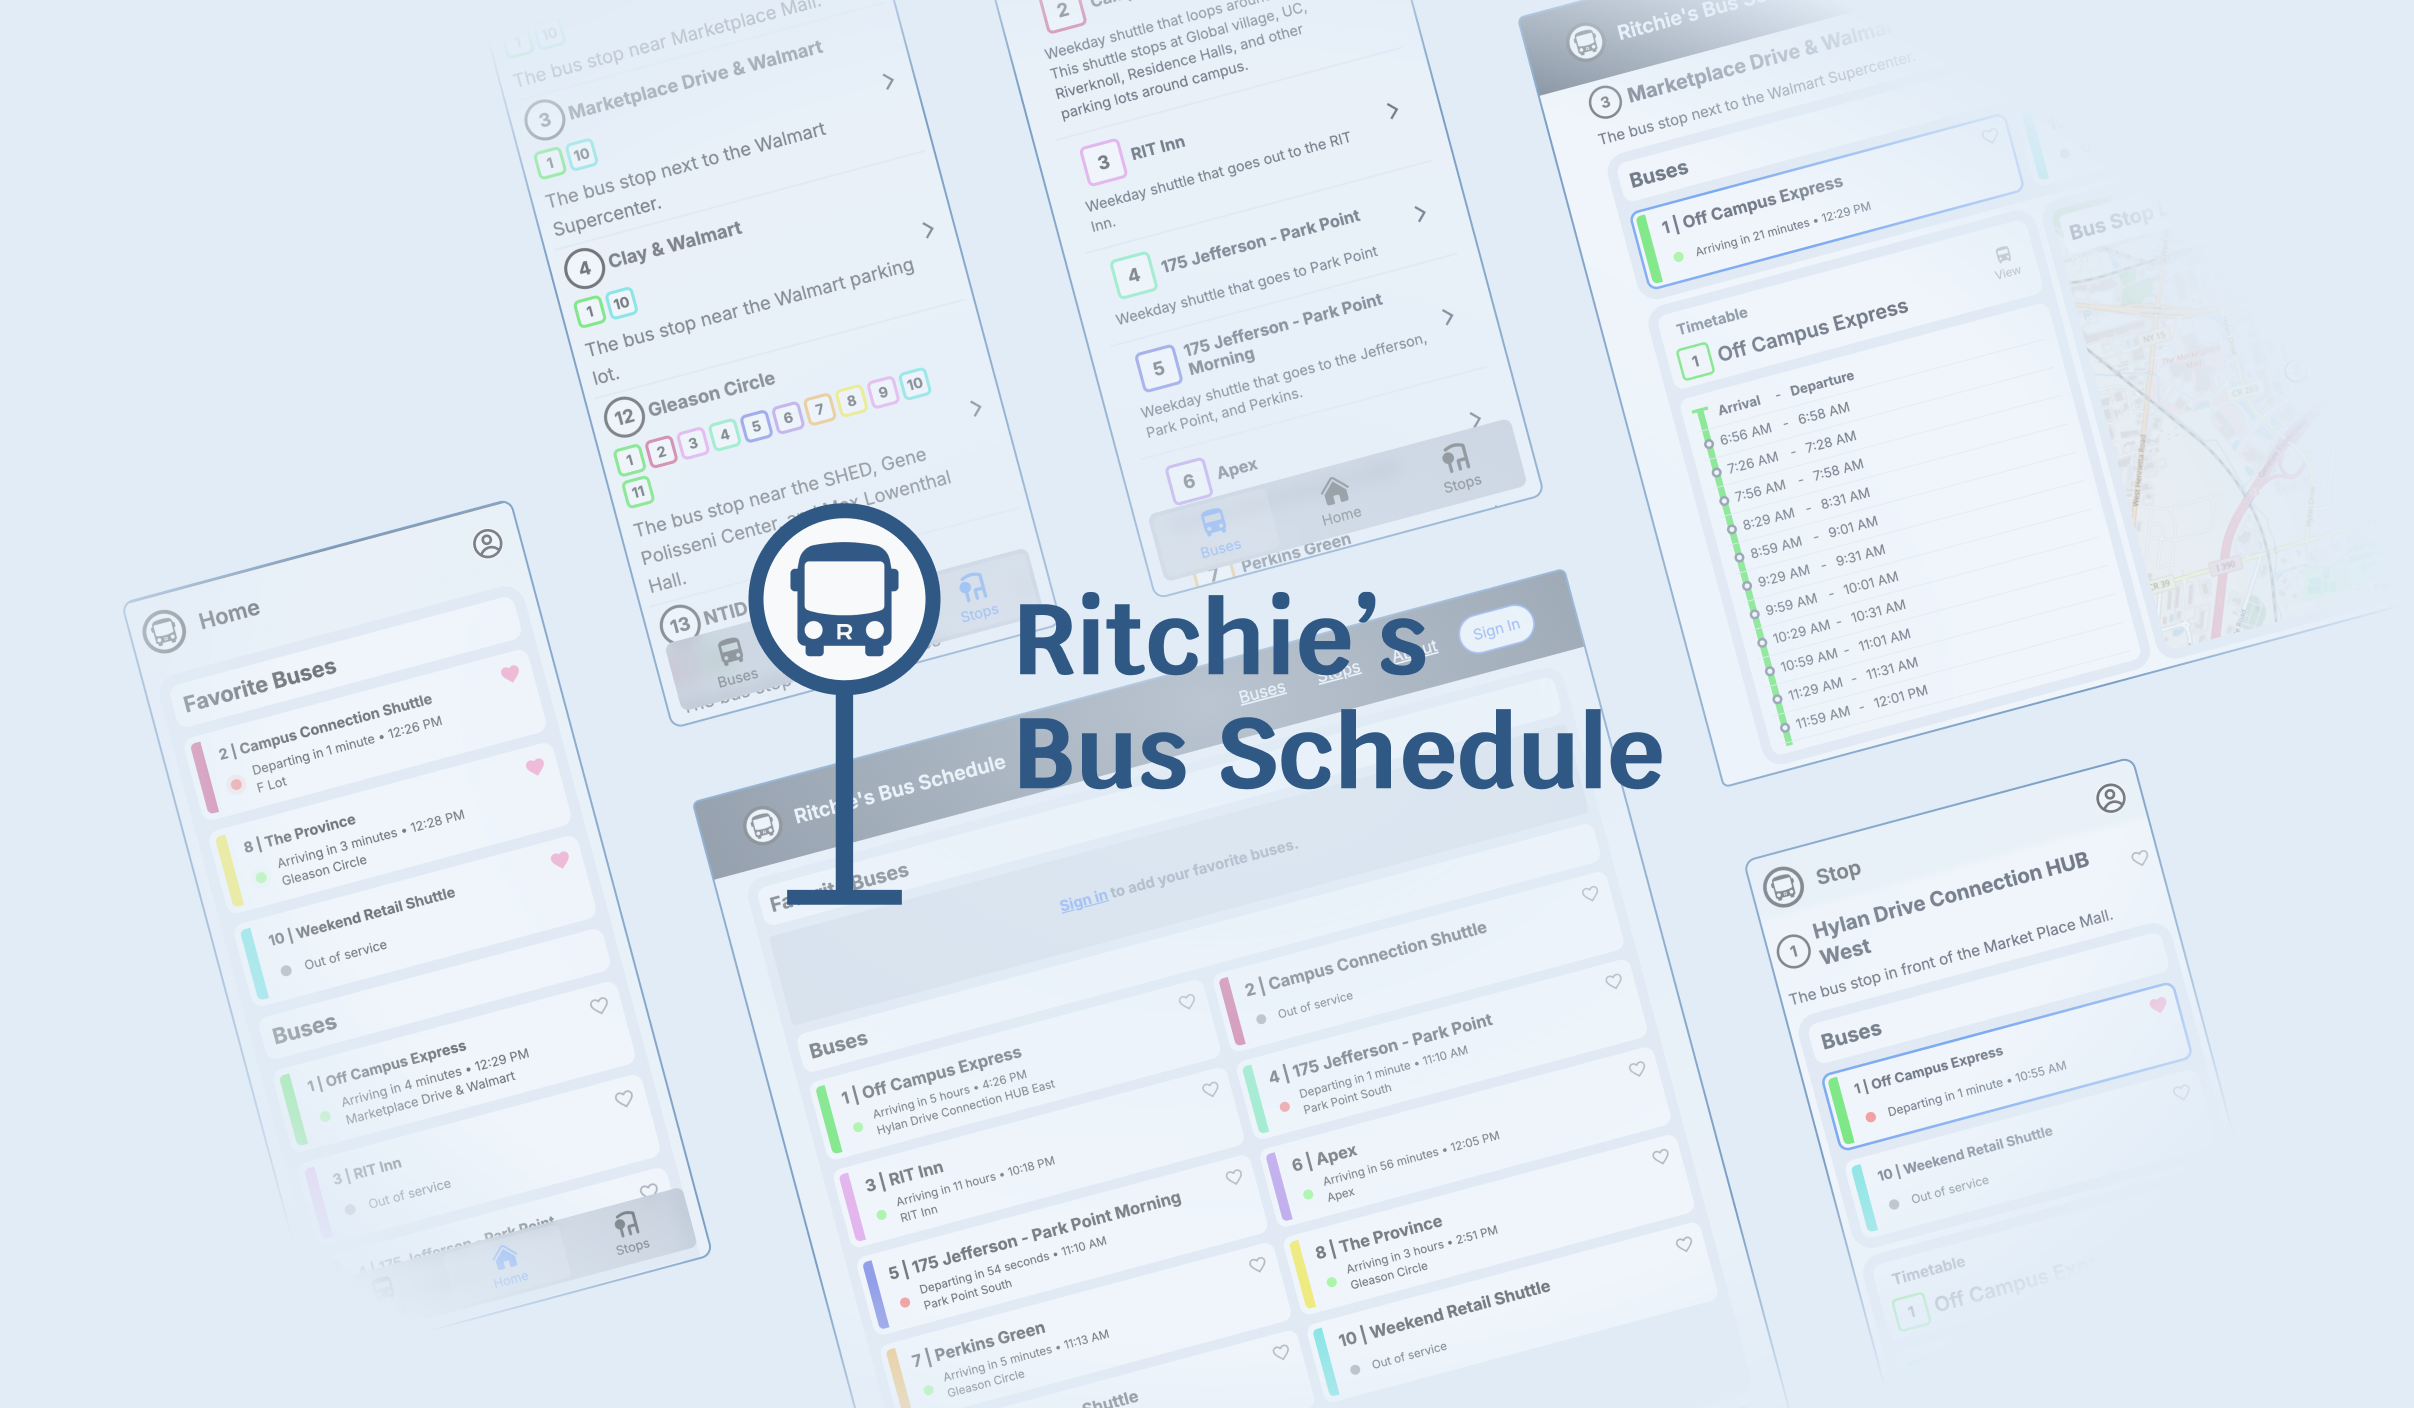 1 10
The bus stop near Marketplace Mall.
3 Marketplace Drive & Walmart
1 10
The bus stop next to the Walmart
Supercenter.
4 Clay & Walmart
1 10
The bus stop near the Walmart parking
lot.
12 Gleason Circle
1 2 3 4 5 6 7 8 9 10
11
The bus stop near the SHED, Gene
Polisseni Center, and Max Lowenthal
Hall.
13 NTID
Buses
Stops
The bus stop
2
Weekday shuttle that loops around
This shuttle stops at Global village, UC,
Riverknoll, Residence Halls, and other
parking lots around campus.
3 RIT Inn
Weekday shuttle that goes out to the RIT
Inn.
4 175 Jefferson - Park Point
Weekday shuttle that goes to Park Point
5 175 Jefferson - Park Point
Morning
Weekday shuttle that goes to the Jefferson,
Park Point, and Perkins.
6 Apex
Buses
Home
Stops
7 Perkins Green
Ritchie's Bus
3 Marketplace Drive & Walmart
The bus stop next to the Walmart Supercenter.
Buses
1 | Off Campus Express
Arriving in 21 minutes • 12:29 PM
View
Timetable
1 Off Campus Express
Arrival - Departure
6:56 AM - 6:58 AM
7:26 AM - 7:28 AM
7:56 AM - 7:58 AM
8:29 AM - 8:31 AM
8:59 AM - 9:01 AM
9:29 AM - 9:31 AM
9:59 AM - 10:01 AM
10:29 AM - 10:31 AM
10:59 AM - 11:01 AM
11:29 AM - 11:31 AM
11:59 AM - 12:01 PM
Bus Stop
NY 15
CR 263
West Henrietta Road
I 390
Home
Favorite Buses
2 | Campus Connection Shuttle
Departing in 1 minute • 12:26 PM
F Lot
8 | The Province
Arriving in 3 minutes • 12:28 PM
Gleason Circle
10 | Weekend Retail Shuttle
Out of service
Buses
1 | Off Campus Express
Arriving in 4 minutes • 12:29 PM
Marketplace Drive & Walmart
3 | RIT Inn
Out of service
4 | 175 Jefferson - Park Point
Home
Stops
R
Ritchie’s
Bus Schedule
Ritchie's Bus Schedule
Buses
Stops
About
Sign In
Favorite Buses
Sign in to add your favorite buses.
Buses
1 | Off Campus Express
Arriving in 5 hours • 4:26 PM
Hylan Drive Connection HUB East
2 | Campus Connection Shuttle
Out of service
3 | RIT Inn
Arriving in 11 hours • 10:18 PM
RIT Inn
4 | 175 Jefferson - Park Point
Departing in 1 minute • 11:10 AM
Park Point South
5 | 175 Jefferson - Park Point Morning
Departing in 54 seconds • 11:10 AM
Park Point South
6 | Apex
Arriving in 56 minutes • 12:05 PM
Apex
7 | Perkins Green
Arriving in 5 minutes • 11:13 AM
Gleason Circle
8 | The Province
Arriving in 3 hours • 2:51 PM
Gleason Circle
Shuttle
10 | Weekend Retail Shuttle
Out of service
Stop
1 Hylan Drive Connection HUB
West
The bus stop in front of the Market Place Mall.
Buses
1 | Off Campus Express
Departing in 1 minute • 10:55 AM
10 | Weekend Retail Shuttle
Out of service
Timetable
1 Off Campus